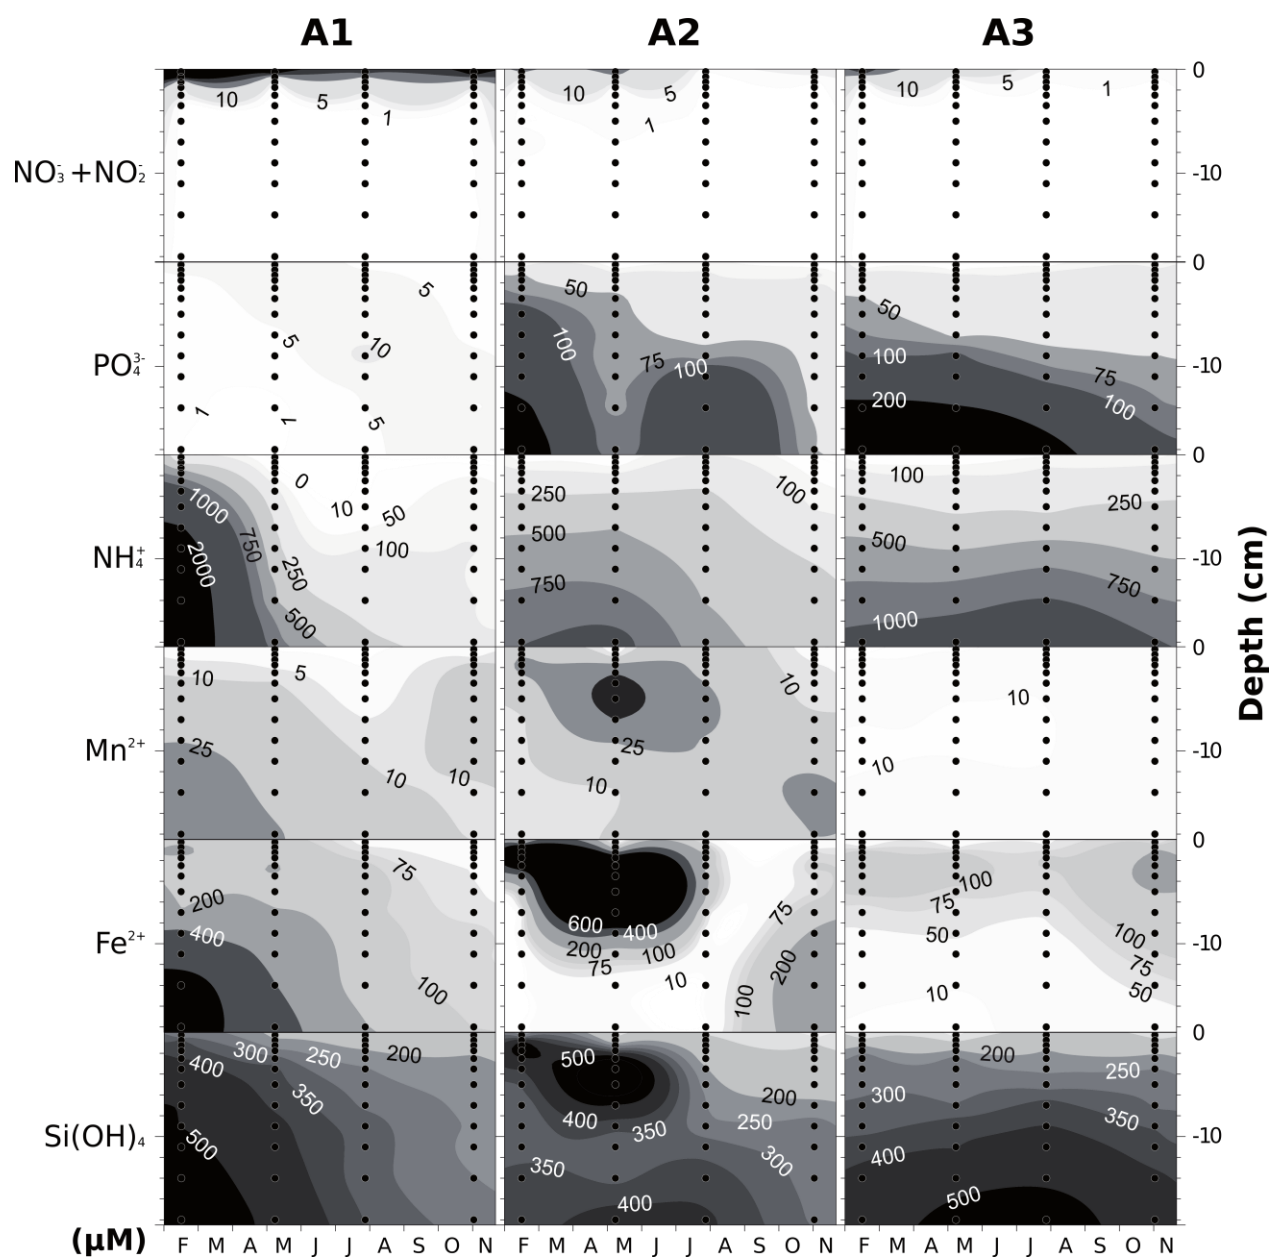 A1 A2 A3
NO₃⁻+NO₂⁻
10 5 1 10 5 1 10 5 1
0
-10
PO₄³⁻
5 5 10 1 1 5
50 100 75 100
50 100 75 200 100
0
-10
NH₄⁺
1000 2000 750 0 10 50 100 250 500
100 250 500 750
100 250 500 750 1000
0
-10
Mn²⁺
10 5 25 10 10
10 25 10
10 10
0
-10
Fe²⁺
75 200 400 100
600 400 200 100 75 10 75 200 100
100 75 50 100 75 50 10
0
-10
Si(OH)₄
300 250 200 400 350 500
500 200 400 350 250 350 300 400
200 250 300 350 400 500
0
-10
Depth (cm)
(µM)
F M A M J J A S O N
F M A M J J A S O N
F M A M J J A S O N